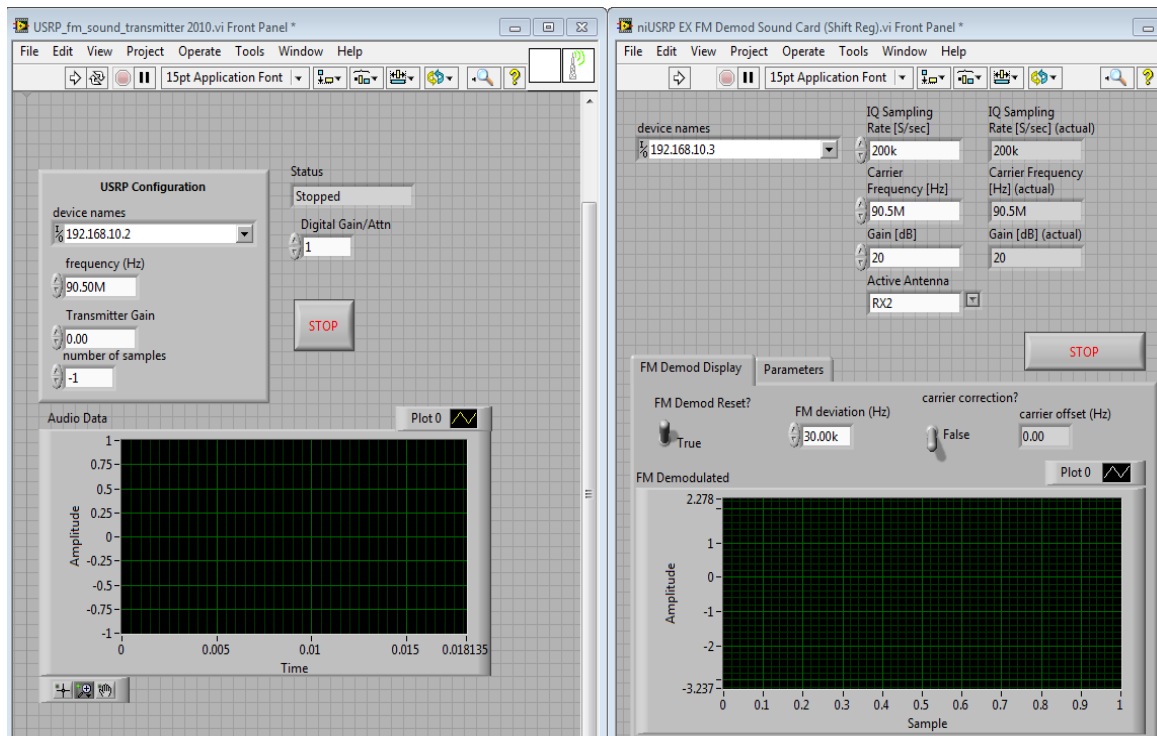 USRP_fm_sound_transmitter 2010.vi Front Panel *
File Edit View Project Operate Tools Window Help
15pt Application Font
USRP Configuration
device names
192.168.10.2
frequency (Hz)
90.50M
Transmitter Gain
0.00
number of samples
-1
Status
Stopped
Digital Gain/Attn
1
STOP
Audio Data
Plot 0
1
0.75
0.5
0.25
0
-0.25
-0.5
-0.75
-1
Amplitude
0 0.005 0.01 0.015 0.018135
Time
niUSRP EX FM Demod Sound Card (Shift Reg).vi Front Panel *
File Edit View Project Operate Tools Window Help
15pt Application Font
device names
192.168.10.3
IQ Sampling
Rate [S/sec]
200k
IQ Sampling
Rate [S/sec] (actual)
200k
Carrier
Frequency [Hz]
90.5M
Carrier Frequency
[Hz] (actual)
90.5M
Gain [dB]
20
Gain [dB] (actual)
20
Active Antenna
RX2
STOP
FM Demod Display
Parameters
FM Demod Reset?
True
FM deviation (Hz)
30.00k
carrier correction?
False
carrier offset (Hz)
0.00
FM Demodulated
Plot 0
2.278
1
0
-1
-2
-3.237
Amplitude
0 0.1 0.2 0.3 0.4 0.5 0.6 0.7 0.8 0.9 1
Sample